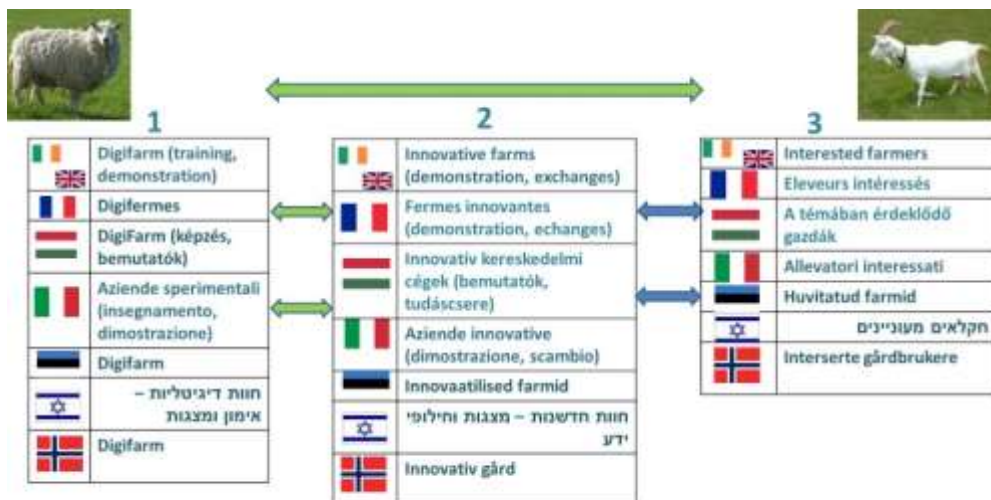 1
Digifarm (training,
demonstration)
Digifermes
DigiFarm (képzés,
bemutatók)
Aziende sperimentali
(insegnamento,
dimostrazione)
Digifarm
חוות דיגיטליות –
אימון ומצגות
Digifarm
2
Innovative farms
(demonstration, exchanges)
Fermes innovantes
(demonstration, echanges)
Innovatív kereskedelmi
cégek (bemutatók,
tudáscsere)
Aziende innovative
(dimostrazione, scambio)
Innovaatilised farmid
חוות חדשנות – מצגות וחילופי
ידע
Innovativ gård
3
Interested farmers
Eleveurs intéressés
A témában érdeklődő
gazdák
Allevatori interessati
Huvitatud farmid
חקלאים מעוניינים
Interserte gårdbrukere